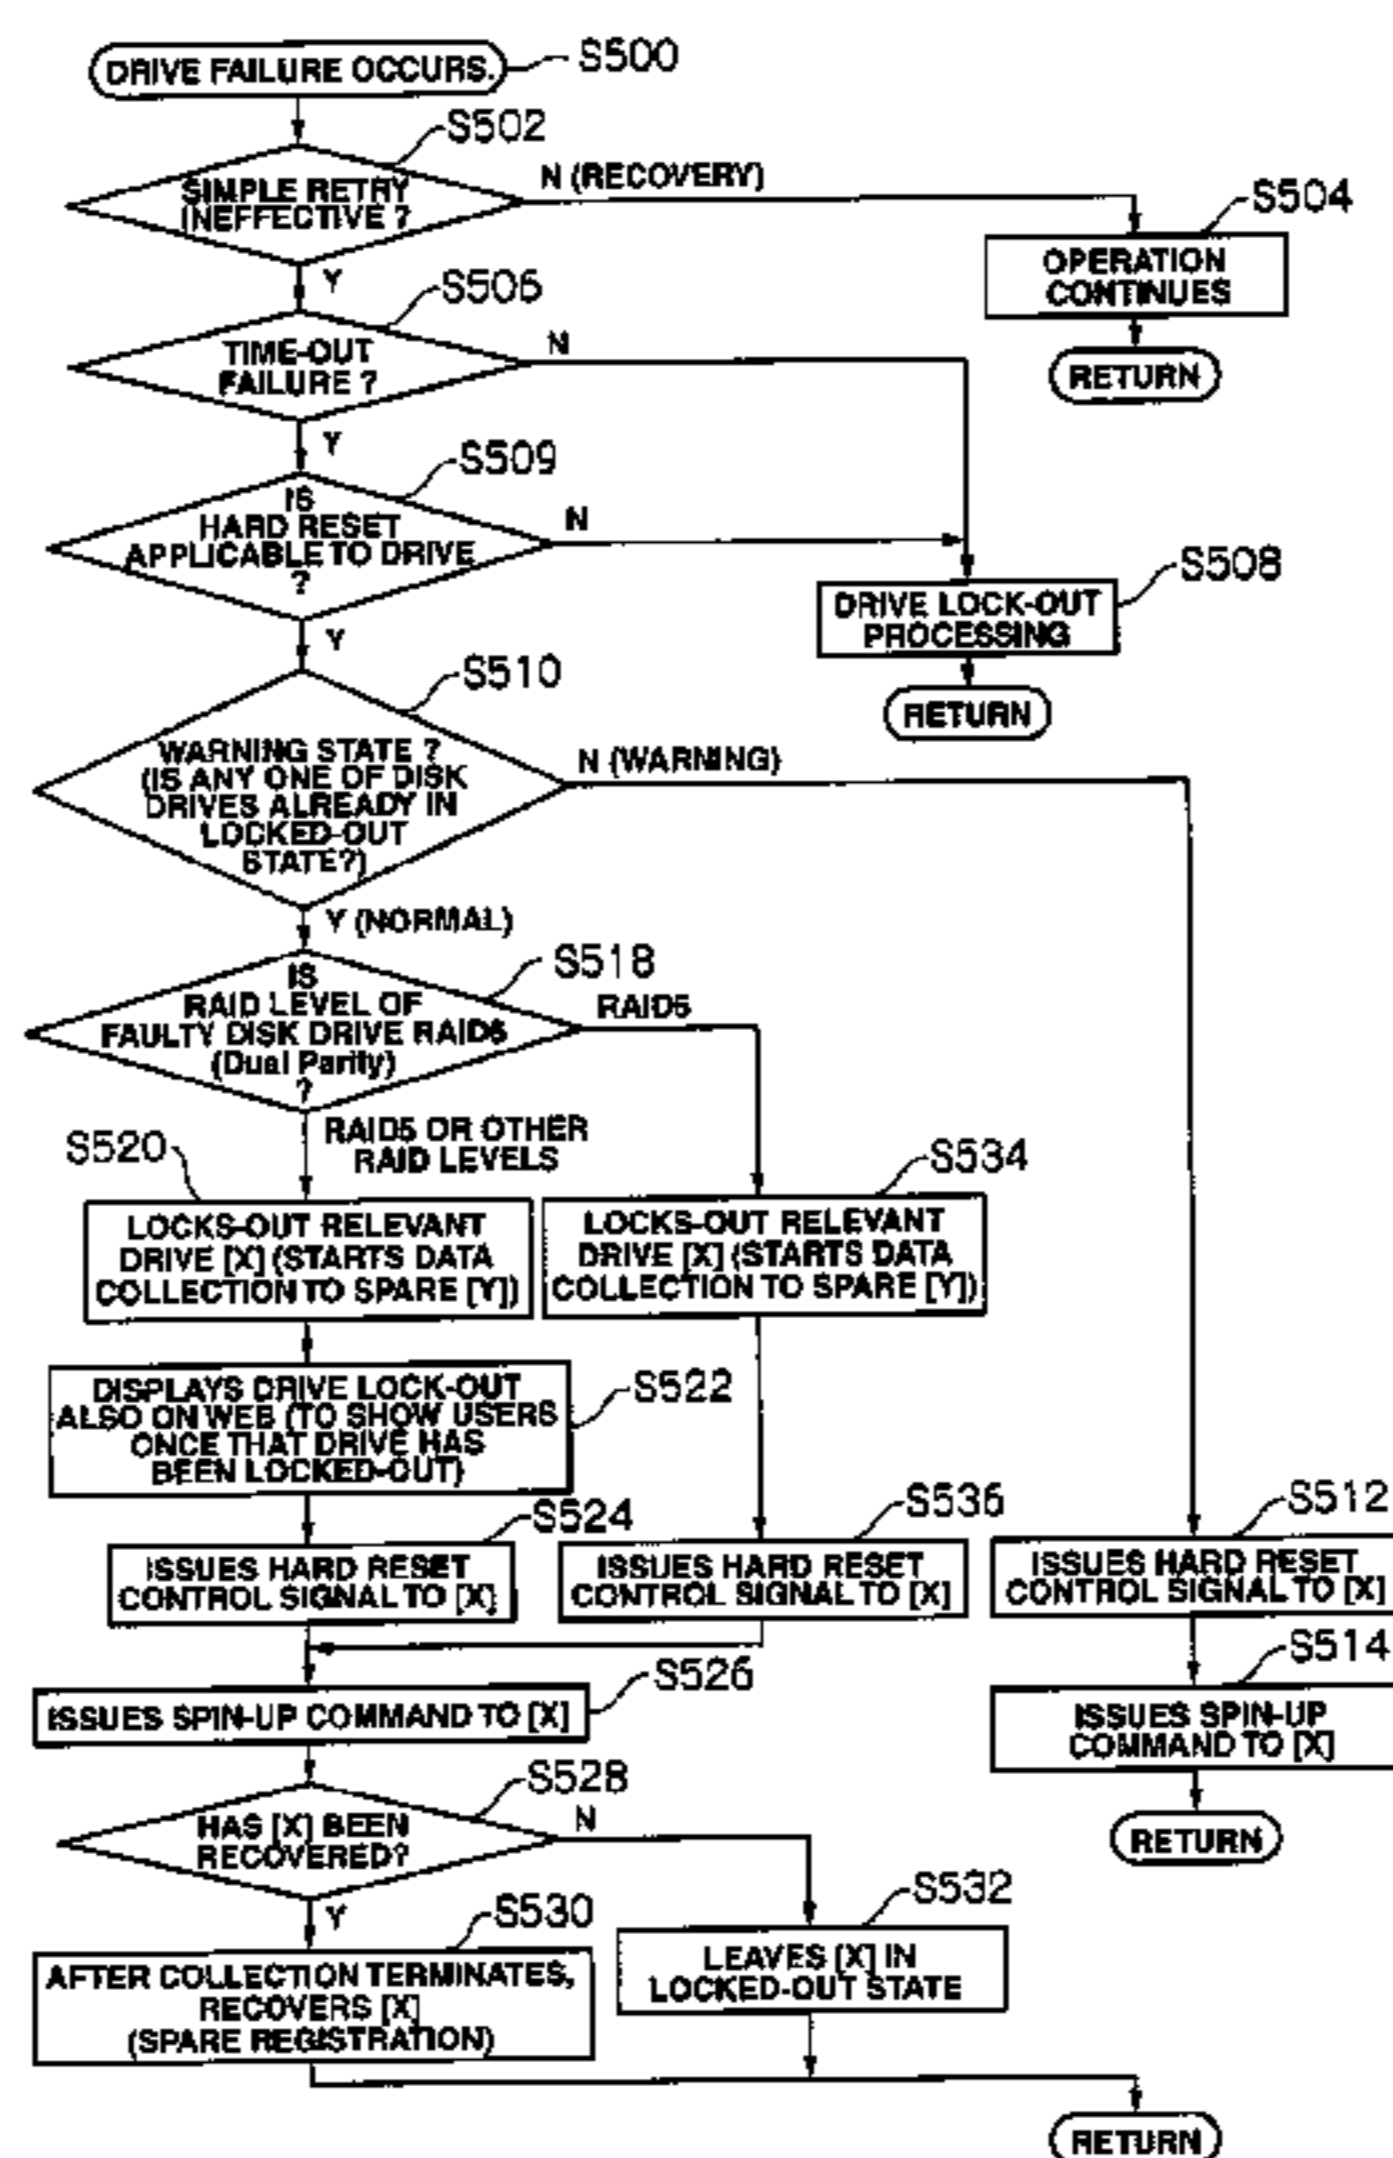 DRIVE FAILURE OCCURS.
S500
S502
SIMPLE RETRY
INEFFECTIVE ?
N (RECOVERY)
S504
OPERATION
CONTINUES
RETURN
Y
S506
TIME-OUT
FAILURE ?
N
Y
S509
IS
HARD RESET
APPLICABLE TO DRIVE
?
N
S508
DRIVE LOCK-OUT
PROCESSING
RETURN
Y
S510
WARNING STATE ?
(IS ANY ONE OF DISK
DRIVES ALREADY IN
LOCKED-OUT
STATE?)
N (WARNING)
Y (NORMAL)
S518
IS
RAID LEVEL OF
FAULTY DISK DRIVE RAID6
(Dual Parity)
?
RAID6
RAID5 OR OTHER
RAID LEVELS
S520
LOCKS-OUT RELEVANT
DRIVE [X] (STARTS DATA
COLLECTION TO SPARE [Y])
S534
LOCKS-OUT RELEVANT
DRIVE [X] (STARTS DATA
COLLECTION TO SPARE [Y])
S522
DISPLAYS DRIVE LOCK-OUT
ALSO ON WEB (TO SHOW USERS
ONCE THAT DRIVE HAS
BEEN LOCKED-OUT)
S524
ISSUES HARD RESET
CONTROL SIGNAL TO [X]
S536
ISSUES HARD RESET
CONTROL SIGNAL TO [X]
S512
ISSUES HARD RESET
CONTROL SIGNAL TO [X]
S526
ISSUES SPIN-UP COMMAND TO [X]
S514
ISSUES SPIN-UP
COMMAND TO [X]
RETURN
S528
HAS [X] BEEN
RECOVERED?
N
Y
S530
AFTER COLLECTION TERMINATES,
RECOVERS [X]
(SPARE REGISTRATION)
S532
LEAVES [X] IN
LOCKED-OUT STATE
RETURN